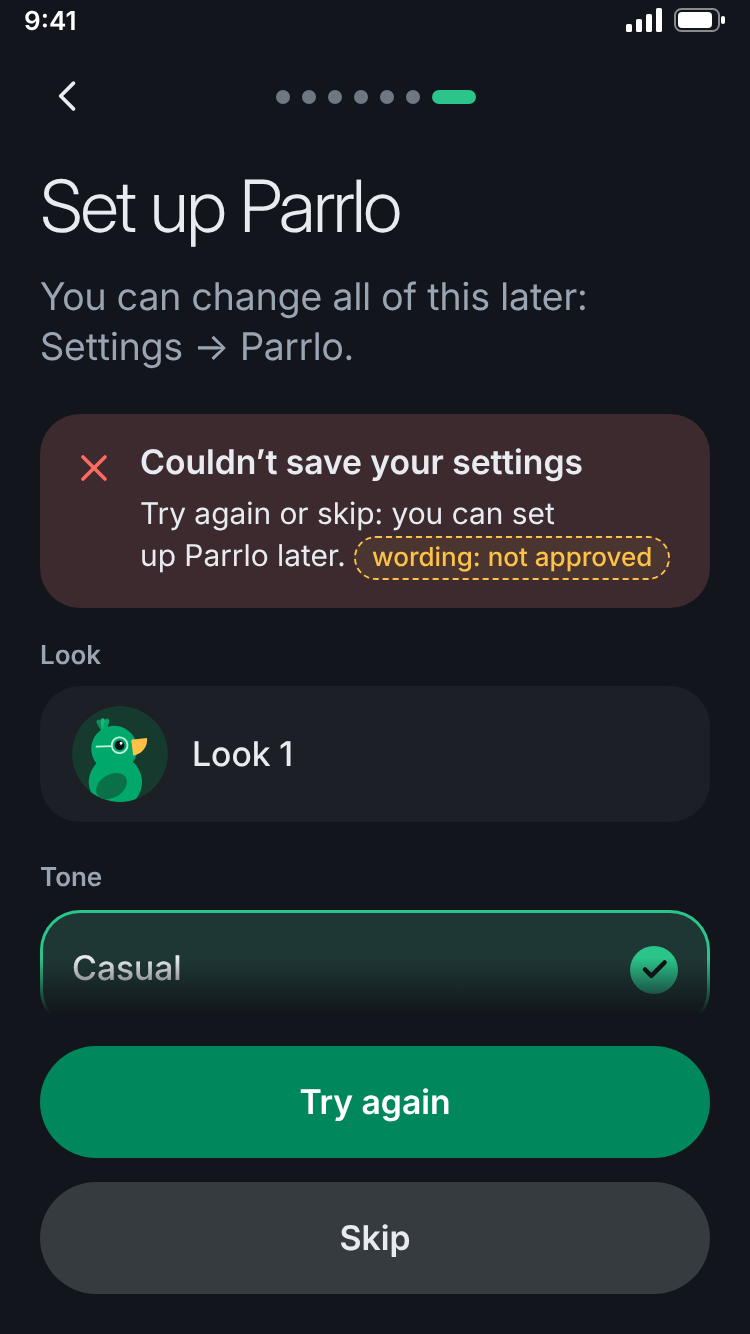 9:41
Set up Parrlo
You can change all of this later:
Settings → Parrlo.
Couldn’t save your settings
Try again or skip: you can set
up Parrlo later. wording: not approved
Look
Look 1
Tone
Casual
Try again
Skip